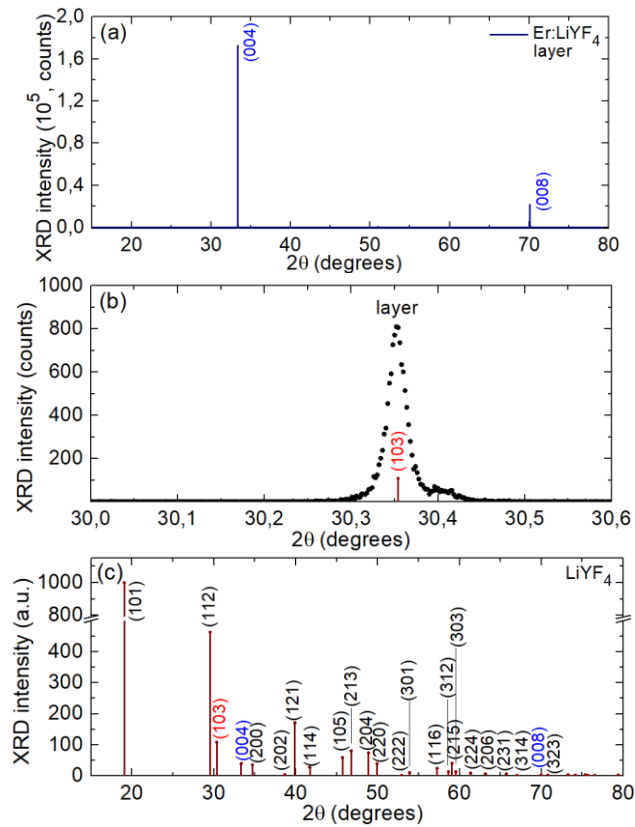 (a)
Er:LiYF4
layer
XRD intensity (10^5, counts)
2,0
1,6
1,2
0,8
0,4
0,0
(004)
(008)
20 30 40 50 60 70 80
2θ (degrees)
(b)
layer
XRD intensity (counts)
1000
800
600
400
200
(103)
30,0 30,1 30,2 30,3 30,4 30,5 30,6
2θ (degrees)
(c)
LiYF4
XRD intensity (a.u.)
1000
800
400
300
200
100
0
(101)
(112)
(103)
(004)
(200)
(202)
(121)
(114)
(105)
(213)
(204)
(220)
(222)
(301)
(116)
(312)
(215)
(303)
(224)
(206)
(231)
(314)
(008)
(323)
20 30 40 50 60 70 80
2θ (degrees)